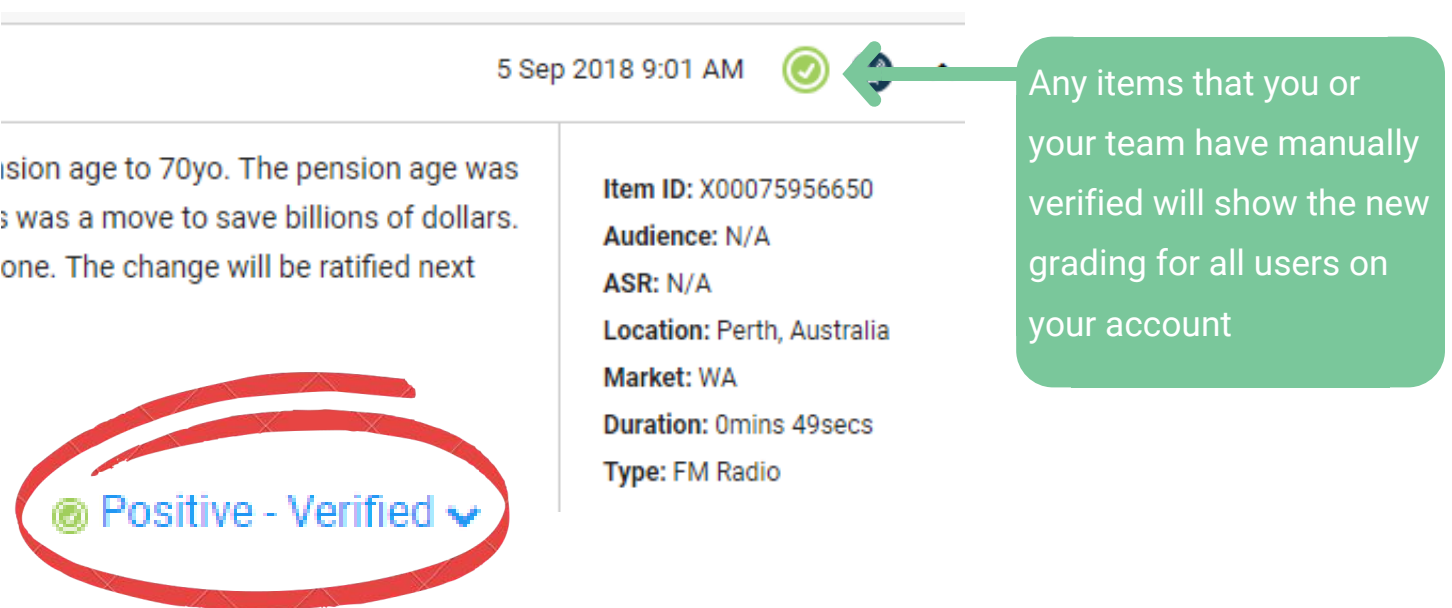 5 Sep 2018 9:01 AM
age to 70yo. The pension age was
was a move to save billions of dollars.
one. The change will be ratified next
Positive - Verified
Item ID: X00075956650
Audience: N/A
ASR: N/A
Location: Perth, Australia
Market: WA
Duration: 0mins 49secs
Type: FM Radio
Any items that you or
your team have manually
verified will show the new
grading for all users on
your account